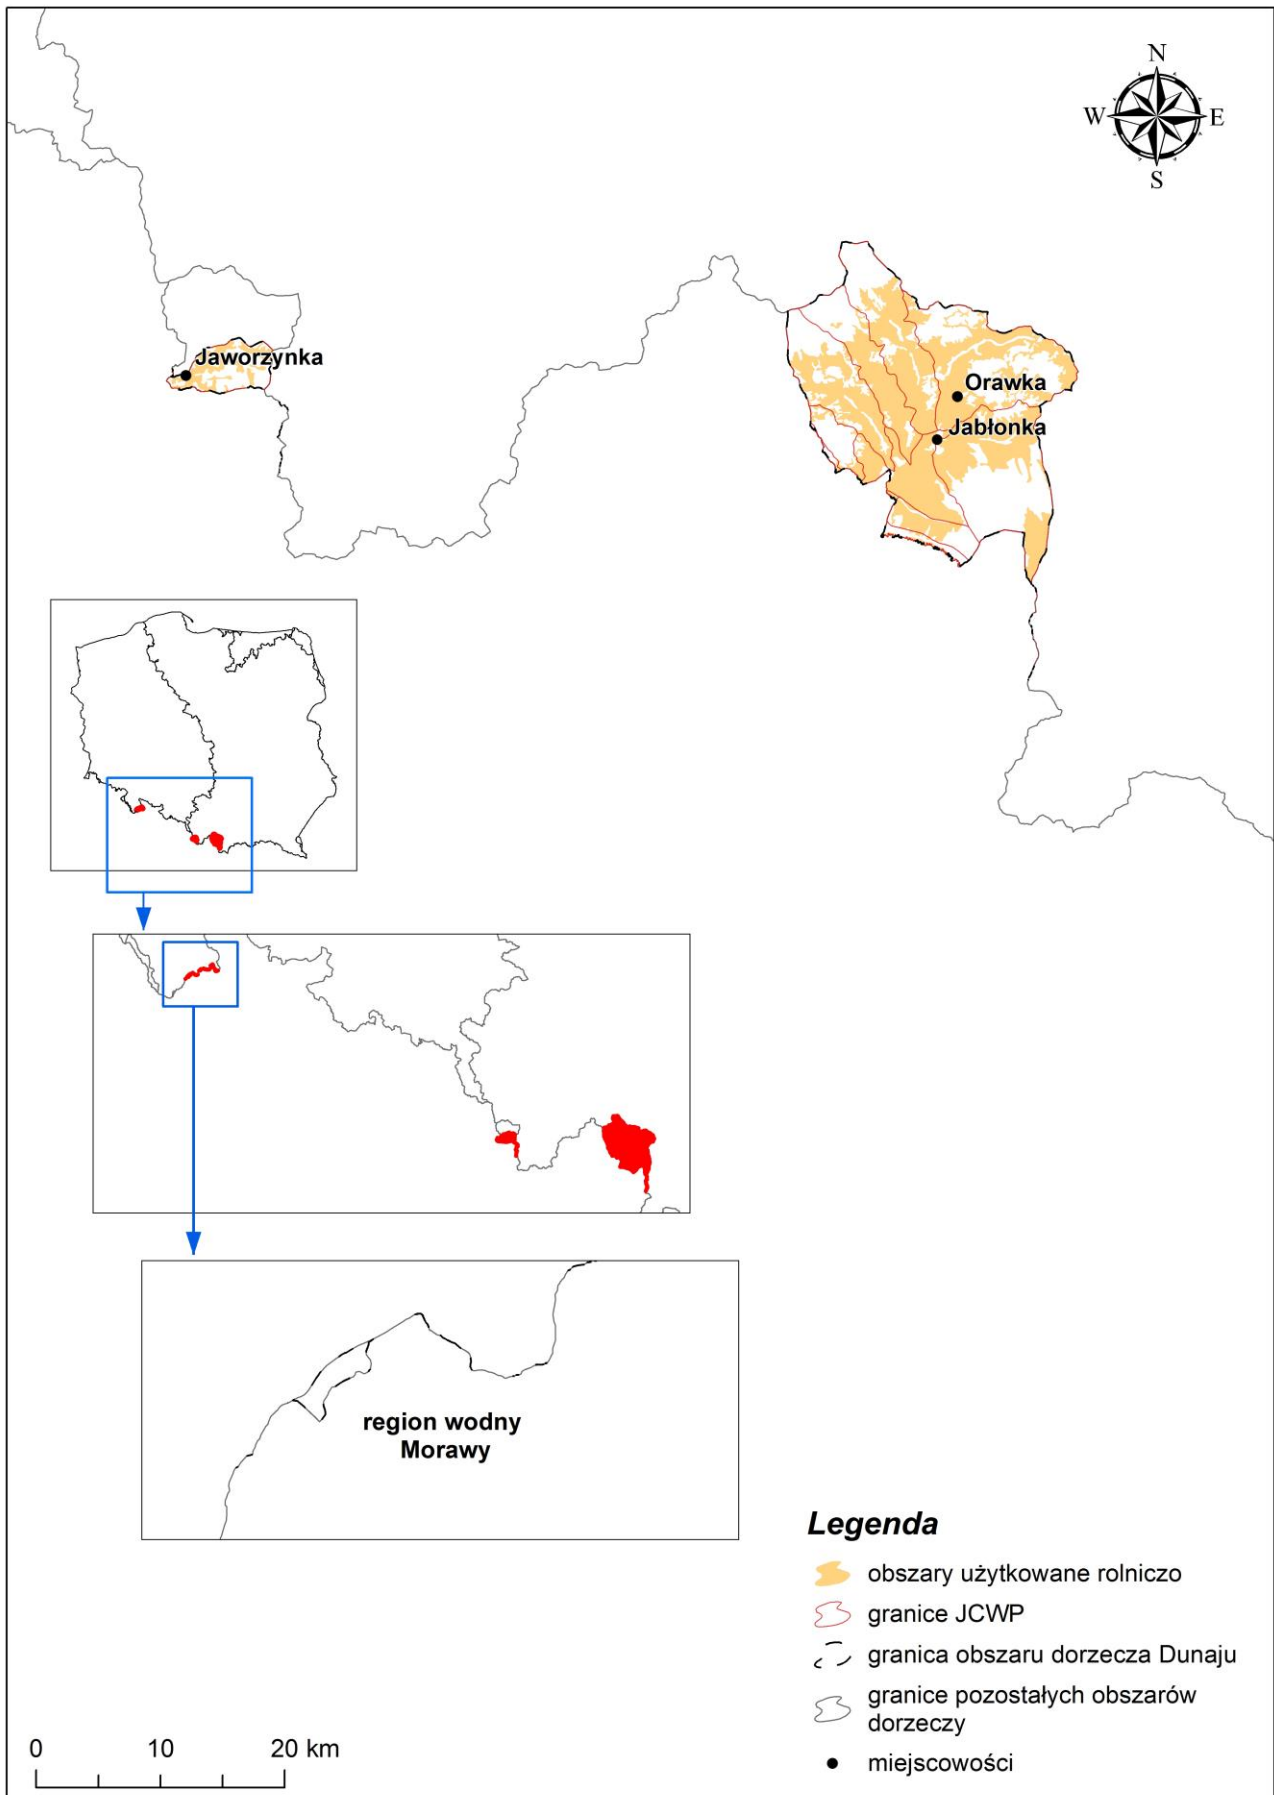 N
W E
S
Jaworzynka
Orawka
Jabłonka
region wodny
Morawy
Legenda
obszary użytkowane rolniczo
granice JCWP
granica obszaru dorzecza Dunaju
granice pozostałych obszarów
dorzeczy
miejscowości
0 10 20 km